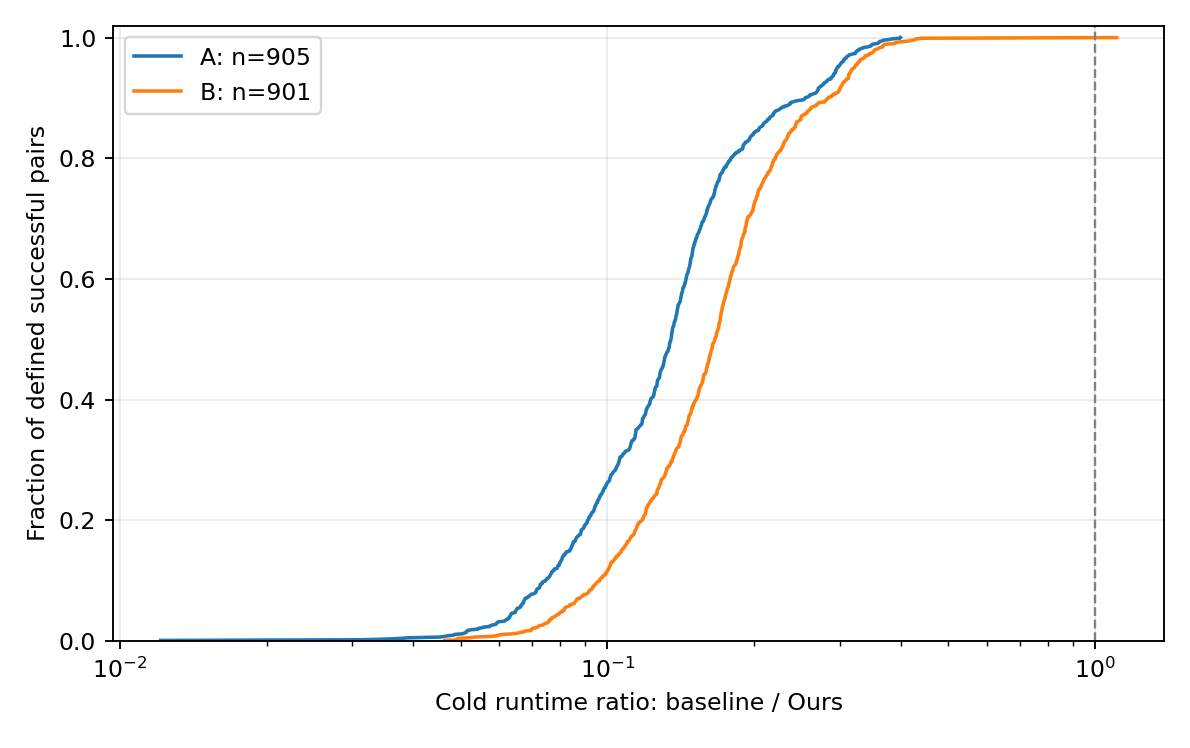 1.0
0.8
0.6
0.4
0.2
0.0
Fraction of defined successful pairs
A: n=905
B: n=901
10⁻² 10⁻¹ 10⁰
Cold runtime ratio: baseline / Ours